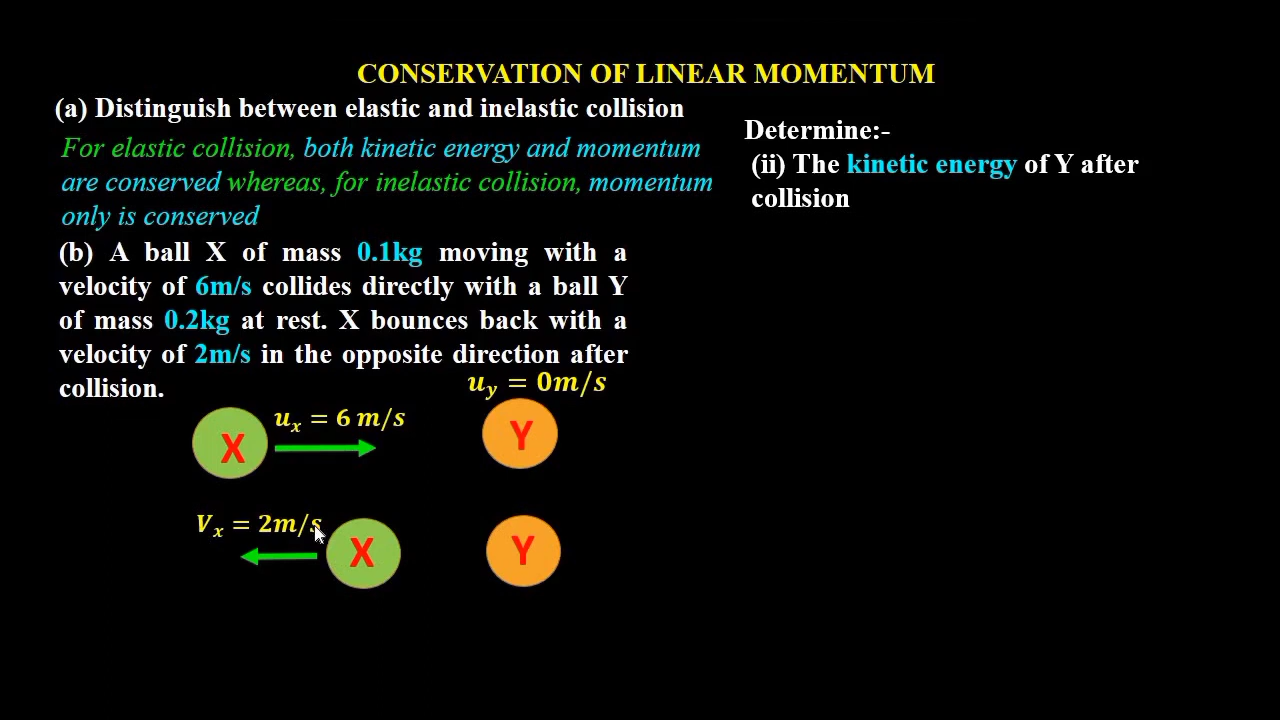 CONSERVATION OF LINEAR MOMENTUM
(a) Distinguish between elastic and inelastic collision
For elastic collision, both kinetic energy and momentum
are conserved whereas, for inelastic collision, momentum
only is conserved
(b) A ball X of mass 0.1kg moving with a
velocity of 6m/s collides directly with a ball Y
of mass 0.2kg at rest. X bounces back with a
velocity of 2m/s in the opposite direction after
collision.
u_y = 0m/s
u_x = 6 m/s
X
Y
V_x = 2m/s
X
Y
Determine:-
(ii) The kinetic energy of Y after
collision